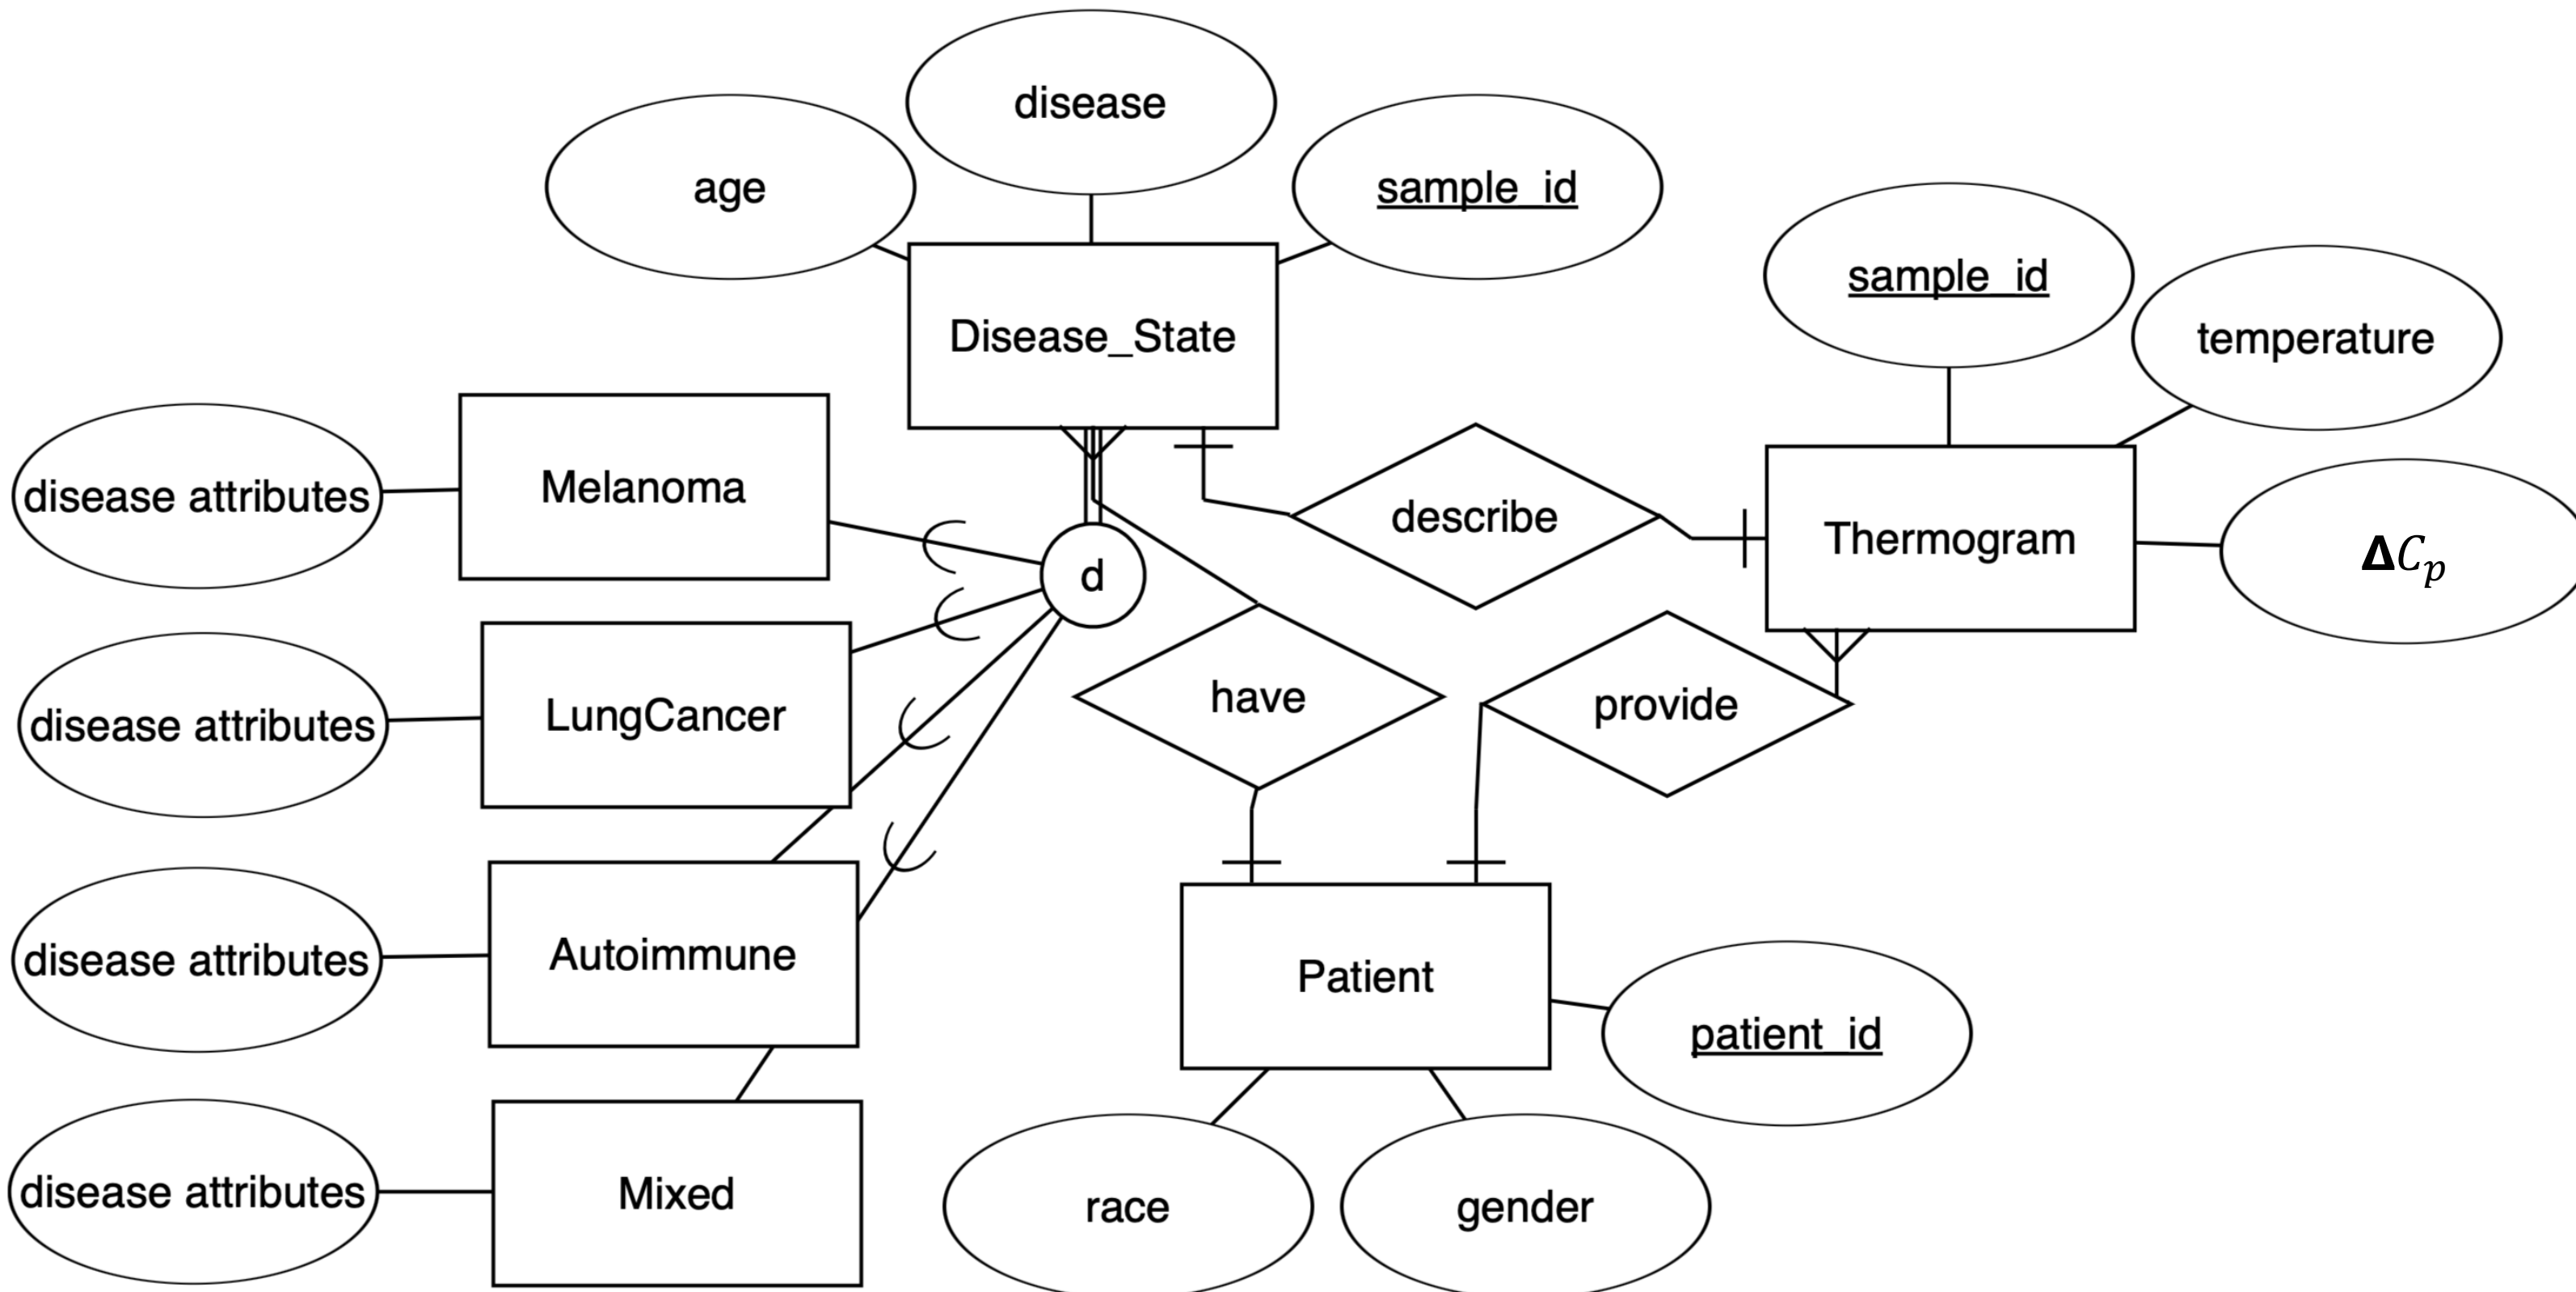 disease
age
sample_id
Disease_State
sample_id
temperature
Melanoma
disease attributes
describe
Thermogram
ΔCp
d
LungCancer
disease attributes
have
provide
Autoimmune
disease attributes
Patient
patient_id
Mixed
disease attributes
race
gender